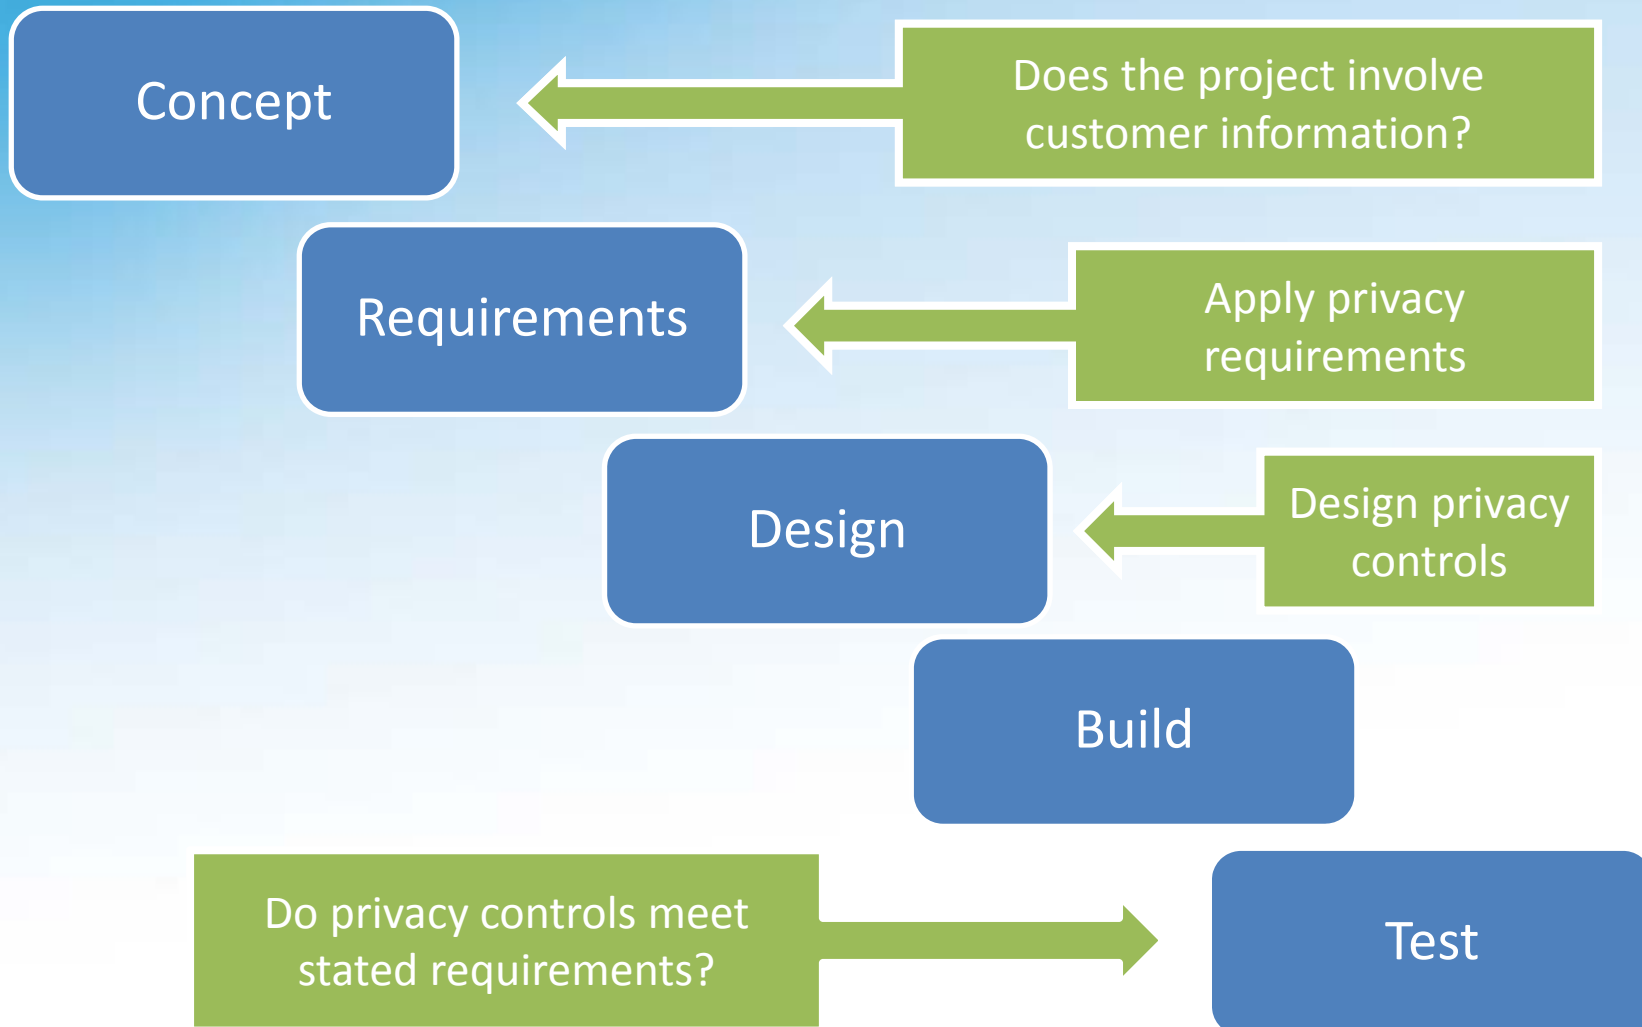 Concept
Does the project involve
customer information?
Requirements
Apply privacy
requirements
Design
Design privacy
controls
Build
Do privacy controls meet
stated requirements?
Test